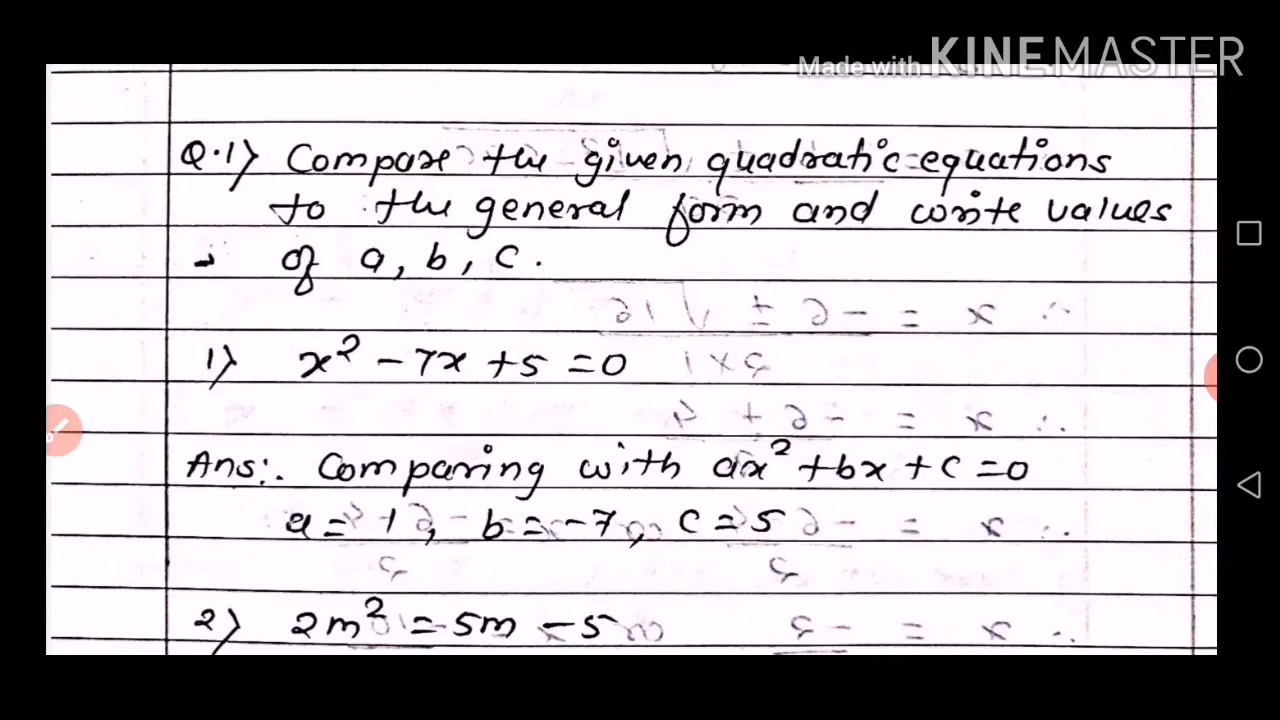 Made with KINEMASTER
Q.1) Compare the given quadratic equations
to the general form and write values
of a, b, c.
1) x² - 7x + 5 = 0
Ans:. Comparing with ax² + bx + c = 0
a = 1, b = -7, c = 5
2) 2m² = 5m - 5